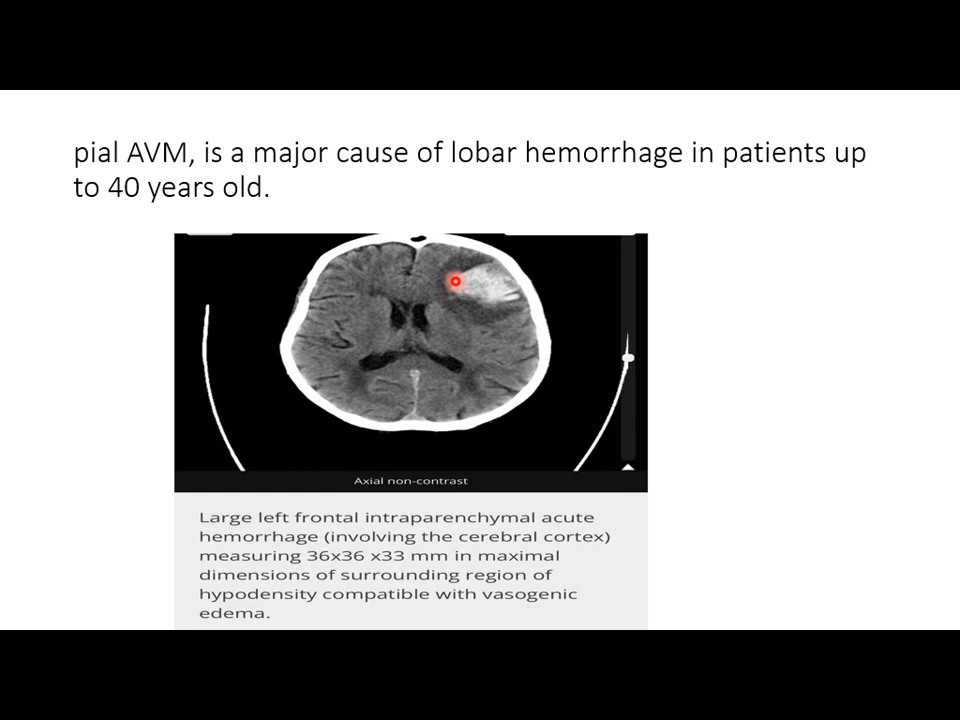 pial AVM, is a major cause of lobar hemorrhage in patients up
to 40 years old.
Axial non-contrast
Large left frontal intraparenchymal acute
hemorrhage (involving the cerebral cortex)
measuring 36x36 x33 mm in maximal
dimensions of surrounding region of
hypodensity compatible with vasogenic
edema.